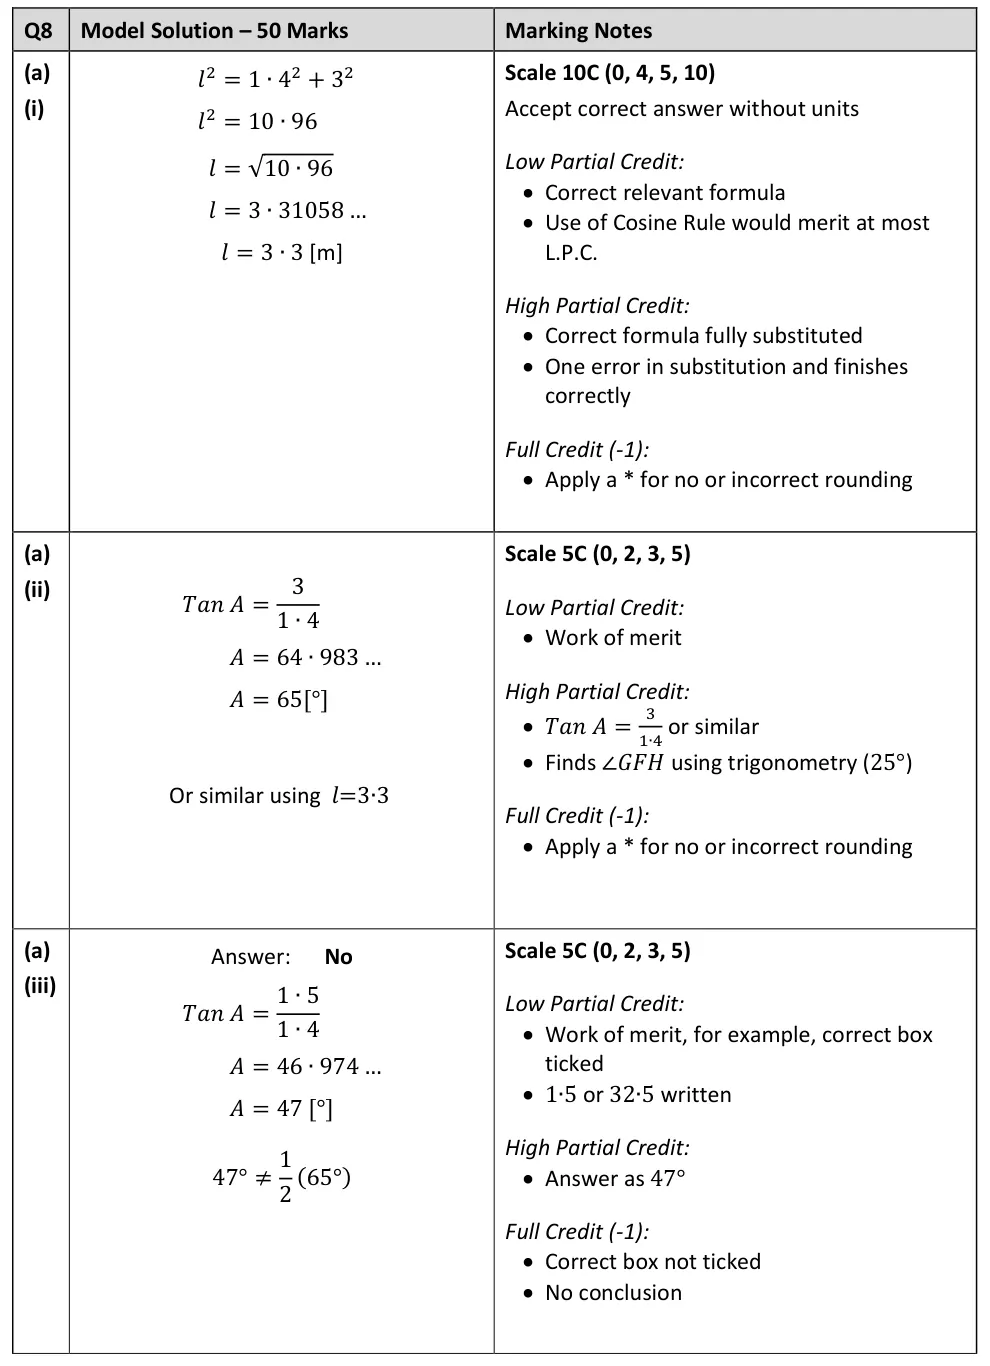 Q8 Model Solution – 50 Marks Marking Notes
(a)
(i)
l² = 1·4² + 3²
l² = 10·96
l = √10·96
l = 3·31058 …
l = 3·3 [m]
Scale 10C (0, 4, 5, 10)
Accept correct answer without units
Low Partial Credit:
• Correct relevant formula
• Use of Cosine Rule would merit at most
L.P.C.
High Partial Credit:
• Correct formula fully substituted
• One error in substitution and finishes
correctly
Full Credit (-1):
• Apply a * for no or incorrect rounding
(a)
(ii)
Tan A = 3/1·4
A = 64·983 …
A = 65[°]
Or similar using l=3·3
Scale 5C (0, 2, 3, 5)
Low Partial Credit:
• Work of merit
High Partial Credit:
• Tan A = 3/1·4 or similar
• Finds ∠GFH using trigonometry (25°)
Full Credit (-1):
• Apply a * for no or incorrect rounding
(a)
(iii)
Answer: No
Tan A = 1·5/1·4
A = 46·974 …
A = 47 [°]
47° ≠ 1/2 (65°)
Scale 5C (0, 2, 3, 5)
Low Partial Credit:
• Work of merit, for example, correct box
ticked
• 1·5 or 32·5 written
High Partial Credit:
• Answer as 47°
Full Credit (-1):
• Correct box not ticked
• No conclusion